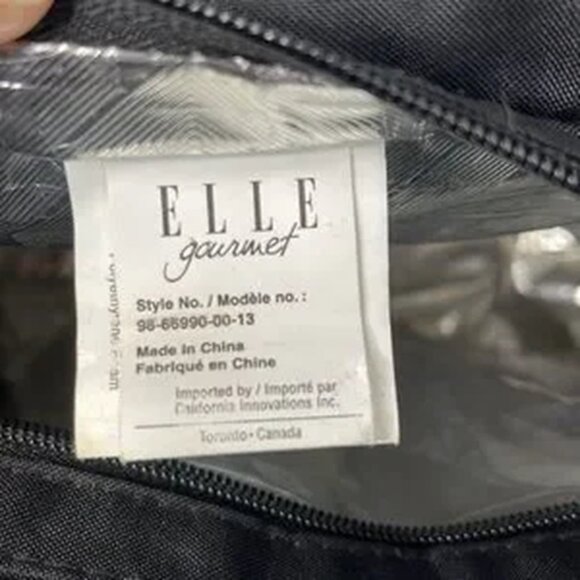 ELLE
gourmet
Style No. / Modèle no. :
98-66990-00-13
Made in China
Fabriqué en Chine
Imported by / Importé par
California Innovations Inc.
Toronto • Canada